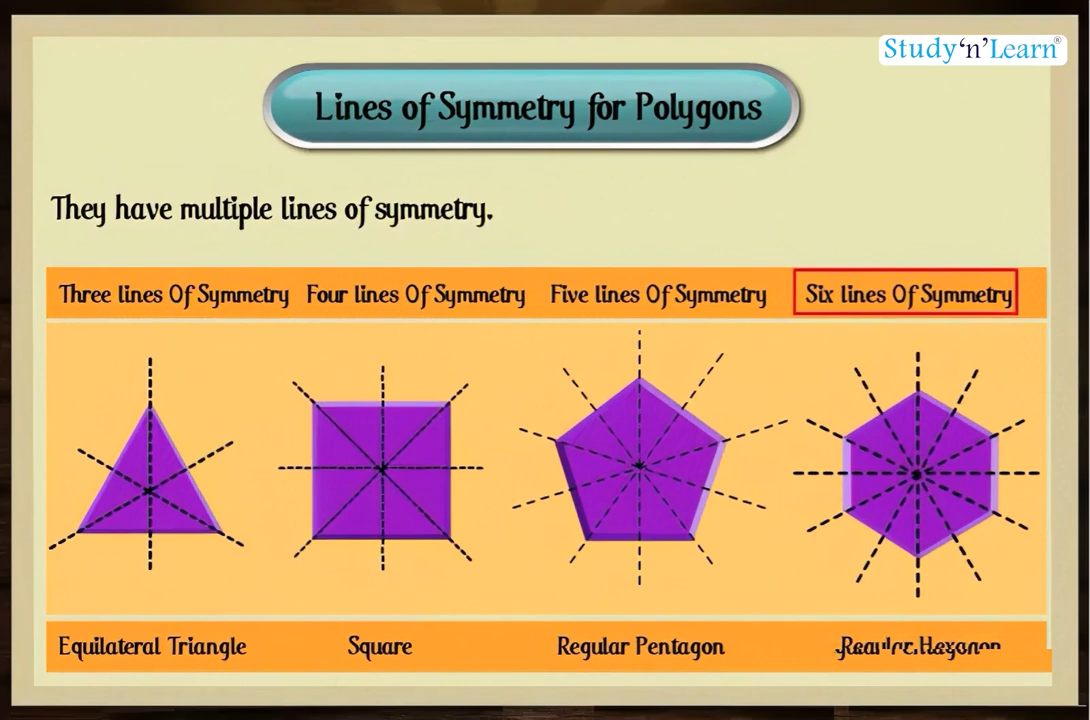 Study‘n’Learn®
Lines of Symmetry for Polygons
They have multiple lines of symmetry.
Three lines Of Symmetry Four lines Of Symmetry Five lines Of Symmetry Six lines Of Symmetry
Equilateral Triangle Square Regular Pentagon